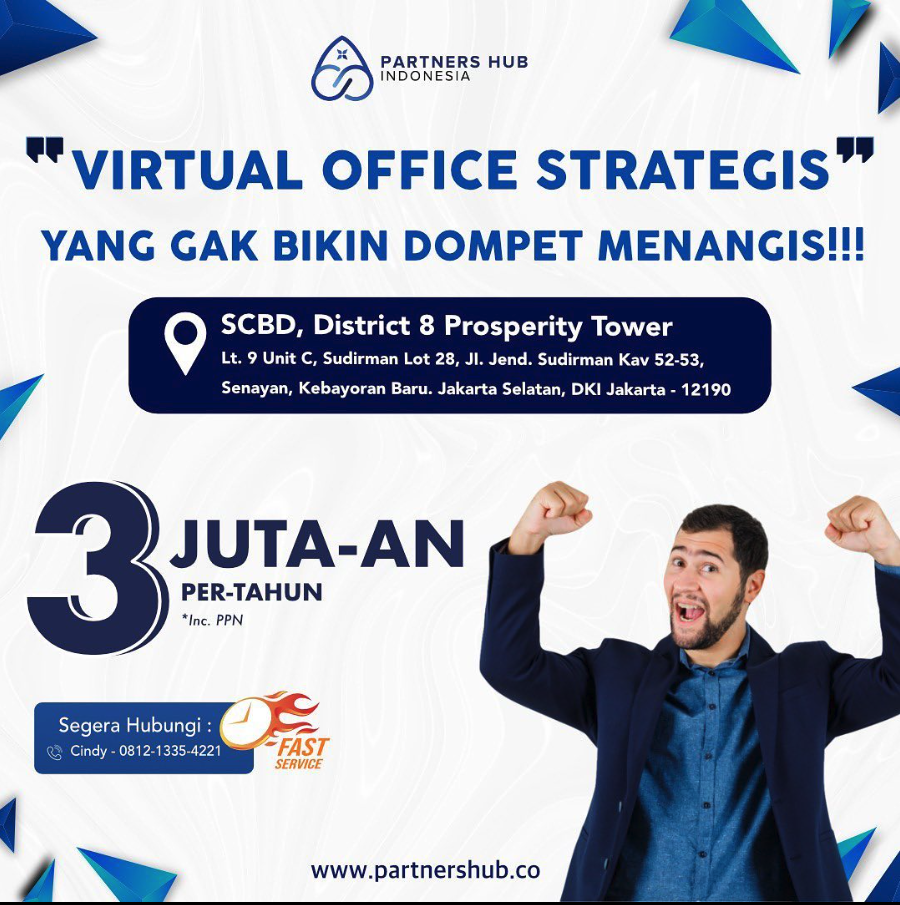 PARTNERS HUB
INDONESIA
"VIRTUAL OFFICE STRATEGIS"
YANG GAK BIKIN DOMPET MENANGIS!!!
SCBD, District 8 Prosperity Tower
Lt. 9 Unit C, Sudirman Lot 28, Jl. Jend. Sudirman Kav 52-53,
Senayan, Kebayoran Baru. Jakarta Selatan, DKI Jakarta - 12190
3 JUTA-AN
PER-TAHUN
*Inc. PPN
Segera Hubungi :
Cindy - 0812-1335-4221
FAST
SERVICE
www.partnershub.co